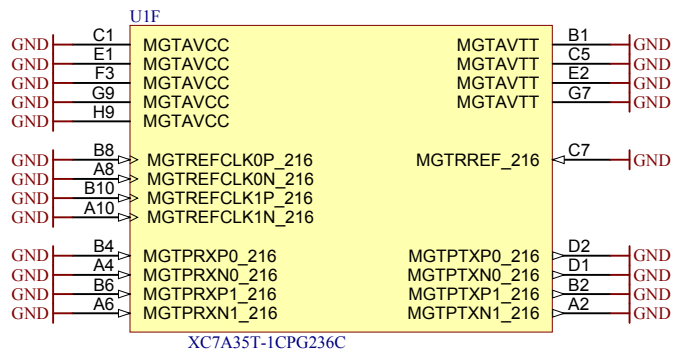 U1F
GND C1 MGTAVCC MGTAVTT B1 GND
GND E1 MGTAVCC MGTAVTT C5 GND
GND F3 MGTAVCC MGTAVTT E2 GND
GND G9 MGTAVCC MGTAVTT G7 GND
GND H9 MGTAVCC
GND B8 MGTREFCLK0P_216 MGTRREF_216 C7 GND
GND A8 MGTREFCLK0N_216
GND B10 MGTREFCLK1P_216
GND A10 MGTREFCLK1N_216
GND B4 MGTPRXP0_216 MGTPTXP0_216 D2 GND
GND A4 MGTPRXN0_216 MGTPTXN0_216 D1 GND
GND B6 MGTPRXP1_216 MGTPTXP1_216 B2 GND
GND A6 MGTPRXN1_216 MGTPTXN1_216 A2 GND
XC7A35T-1CPG236C